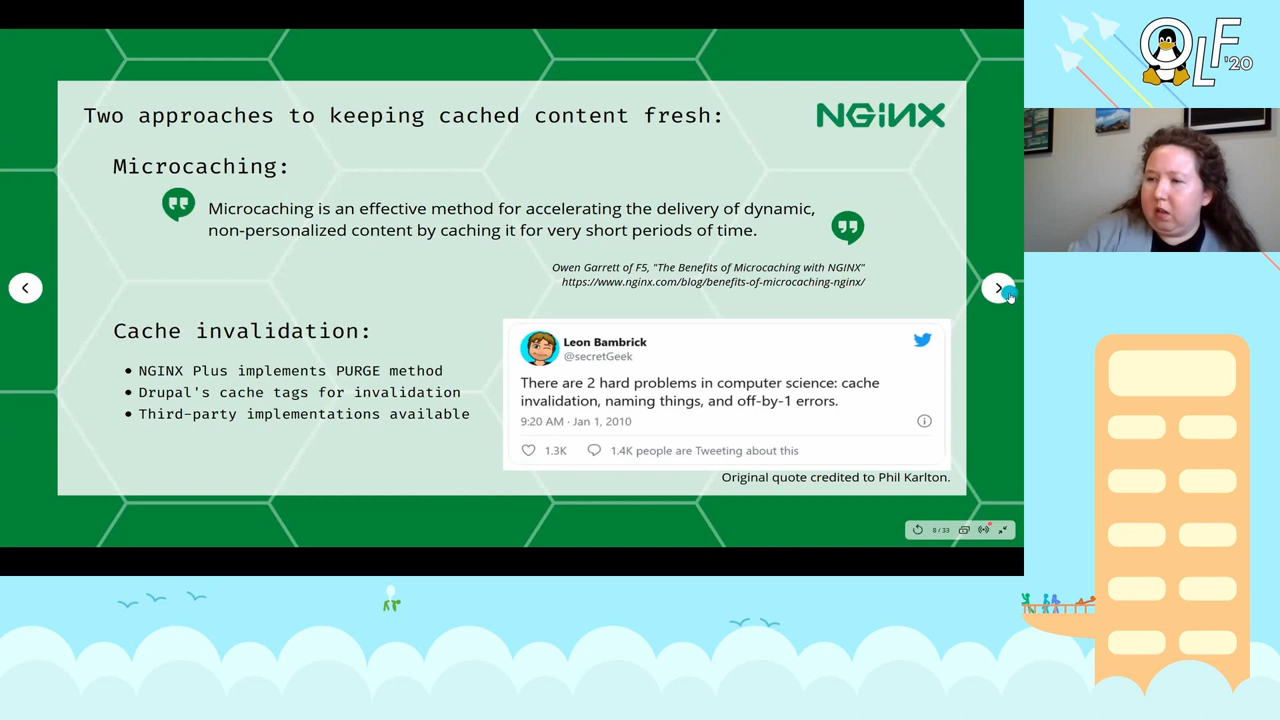 Two approaches to keeping cached content fresh:
NGINX
Microcaching:
Microcaching is an effective method for accelerating the delivery of dynamic,
non-personalized content by caching it for very short periods of time.
Owen Garrett of F5, "The Benefits of Microcaching with NGINX"
https://www.nginx.com/blog/benefits-of-microcaching-nginx/
Cache invalidation:
• NGINX Plus implements PURGE method
• Drupal's cache tags for invalidation
• Third-party implementations available
Leon Bambrick
@secretGeek
There are 2 hard problems in computer science: cache
invalidation, naming things, and off-by-1 errors.
9:20 AM · Jan 1, 2010
1.3K 1.4K people are Tweeting about this
Original quote credited to Phil Karlton.
8 / 33
OLF '20